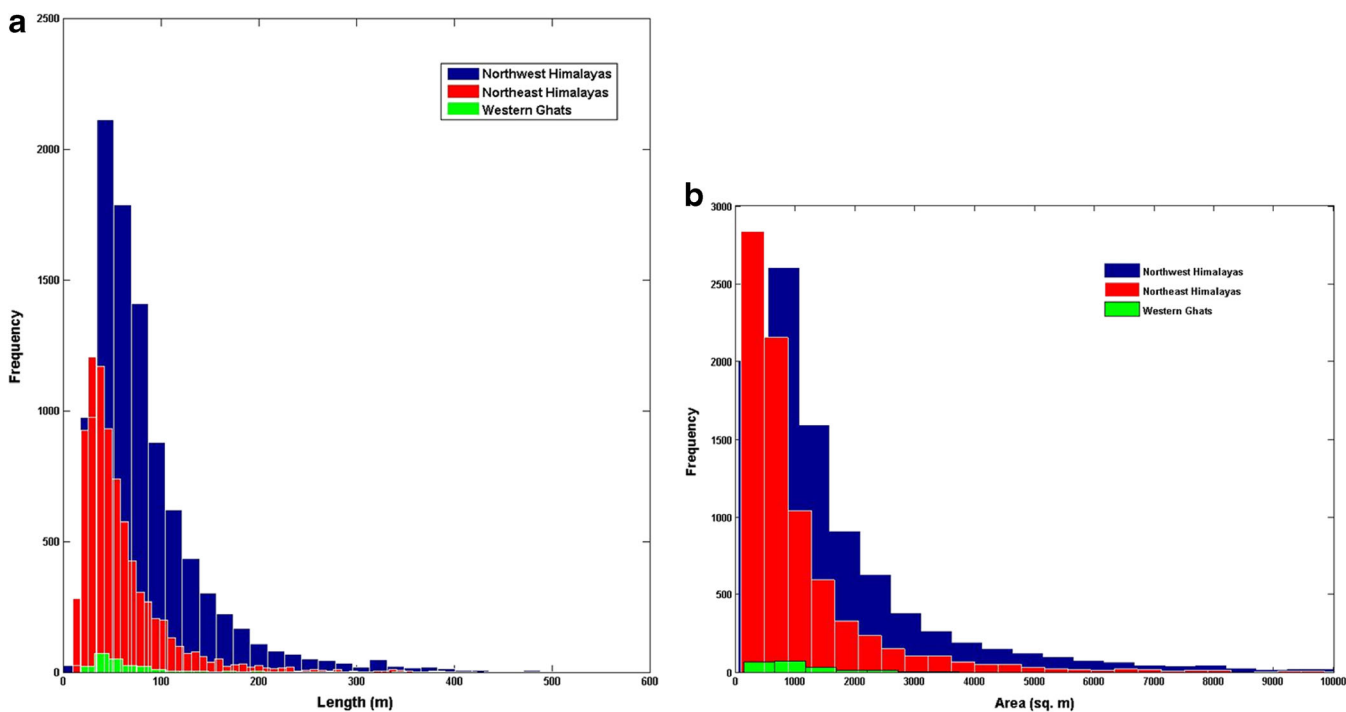 a
2500
2000
1500
1000
500
0
Frequency
Northwest Himalayas
Northeast Himalayas
Western Ghats
0 100 200 300 400 500 600
Length (m)
b
3000
2500
2000
1500
1000
500
0
Frequency
Northwest Himalayas
Northeast Himalayas
Western Ghats
0 1000 2000 3000 4000 5000 6000 7000 8000 9000 10000
Area (sq. m)